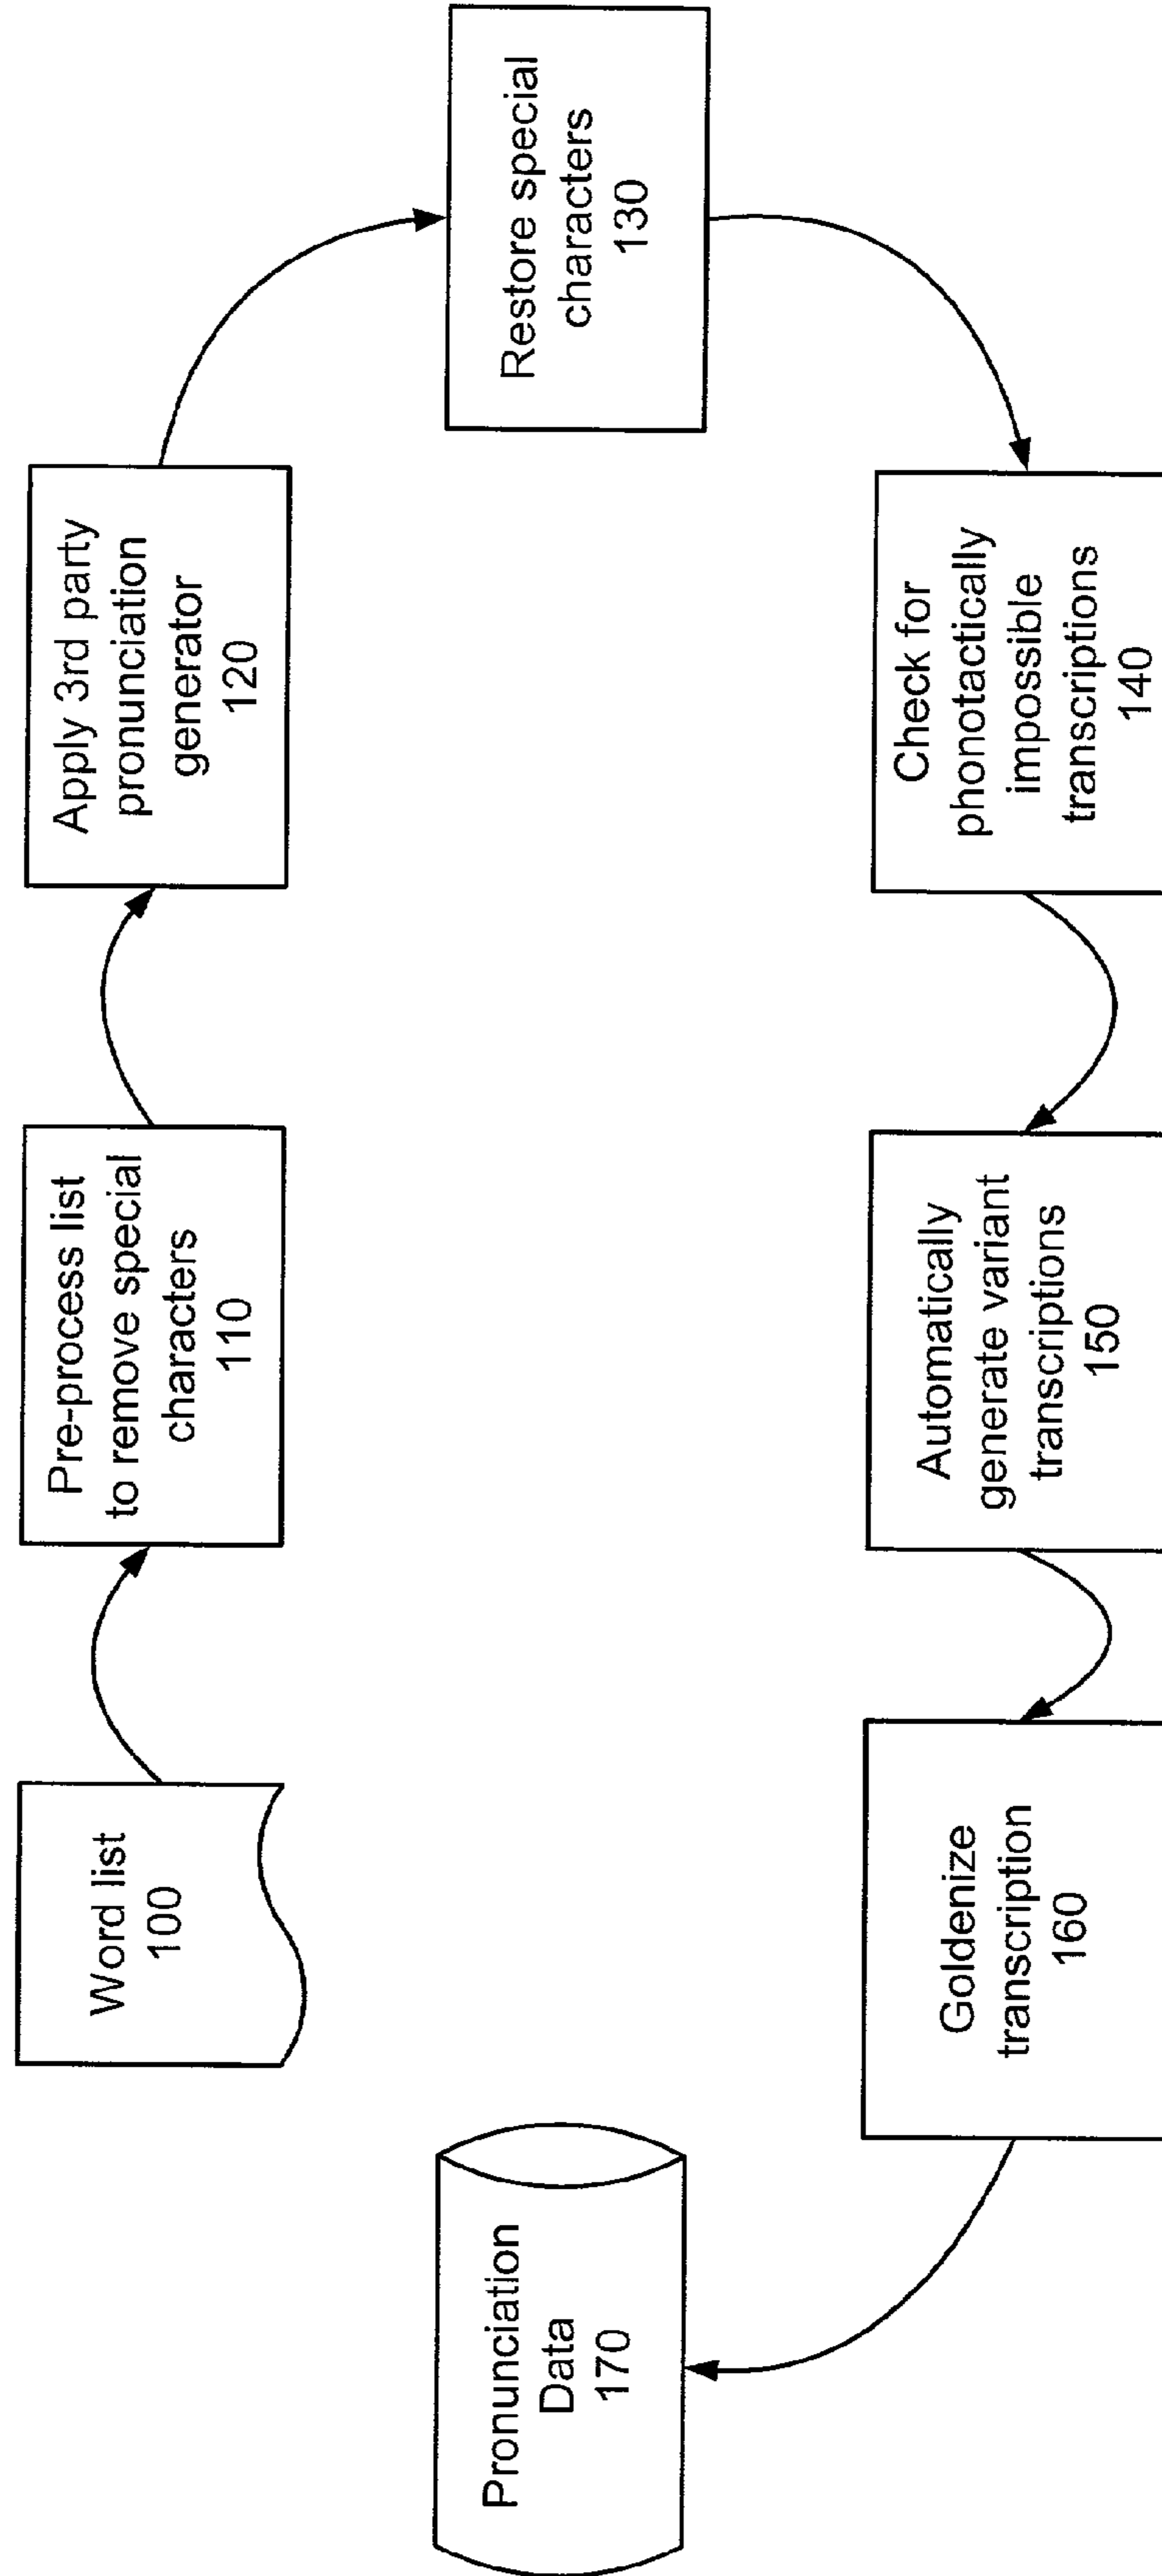 Word list
100
Pre-process list
to remove special
characters
110
Apply 3rd party
pronunciation
generator
120
Restore special
characters
130
Check for
phonotactically
impossible
transcriptions
140
Automatically
generate variant
transcriptions
150
Goldenize
transcription
160
Pronunciation
Data
170